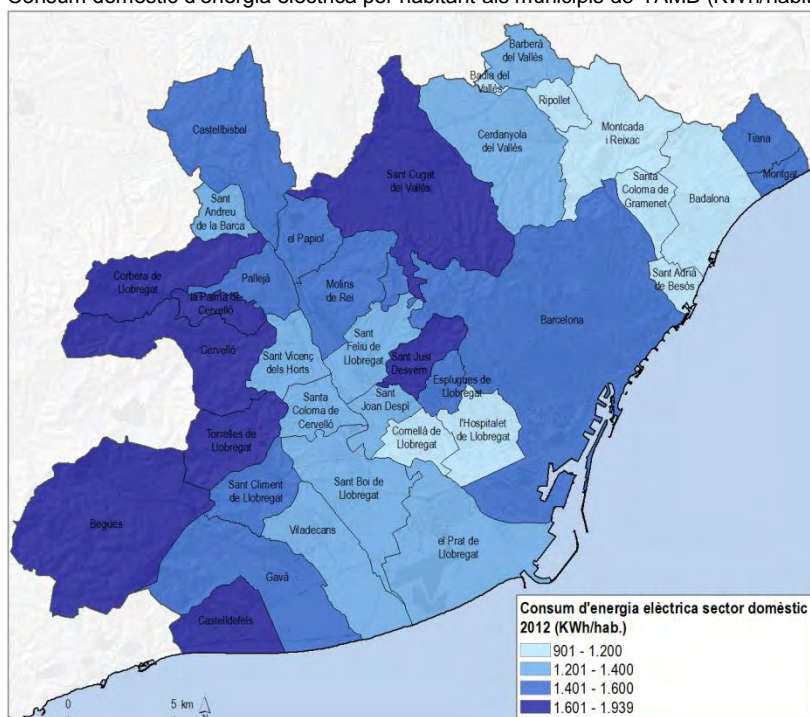 Consum domèstic d'energia elèctrica per habitant als municipis de l'AMB (KWh/habit
Barberà
del Vallès
Badia del
Vallès
Ripollet
Castellbisbal
Montcada
i Reixac
Cerdanyola
del Vallès
Tiana
Sant Cugat
del Vallès
Montgat
Santa
Coloma de
Gramenet
Sant
Andreu
de la Barca
Badalona
el Papiol
Sant Adrià
de Besòs
Corbera de
Llobregat
Pallejà
Molins
de Rei
la Palma de
Cervelló
Barcelona
Sant
Feliu de
Llobregat
Cervelló
Sant Vicenç
dels Horts
Sant Just
Desvern
Esplugues de
Llobregat
Sant
Joan Despí
Santa
Coloma de
Cervelló
l'Hospitalet
de Llobregat
Cornellà de
Llobregat
Torrelles de
Llobregat
Sant Climent
de Llobregat
Sant Boi de
Llobregat
Begues
Viladecans
el Prat de
Llobregat
Gavà
Castelldefels
Consum d'energia elèctrica sector domèstic
2012 (KWh/hab.)
901 - 1.200
1.201 - 1.400
1.401 - 1.600
1.601 - 1.939
0 5 km
N